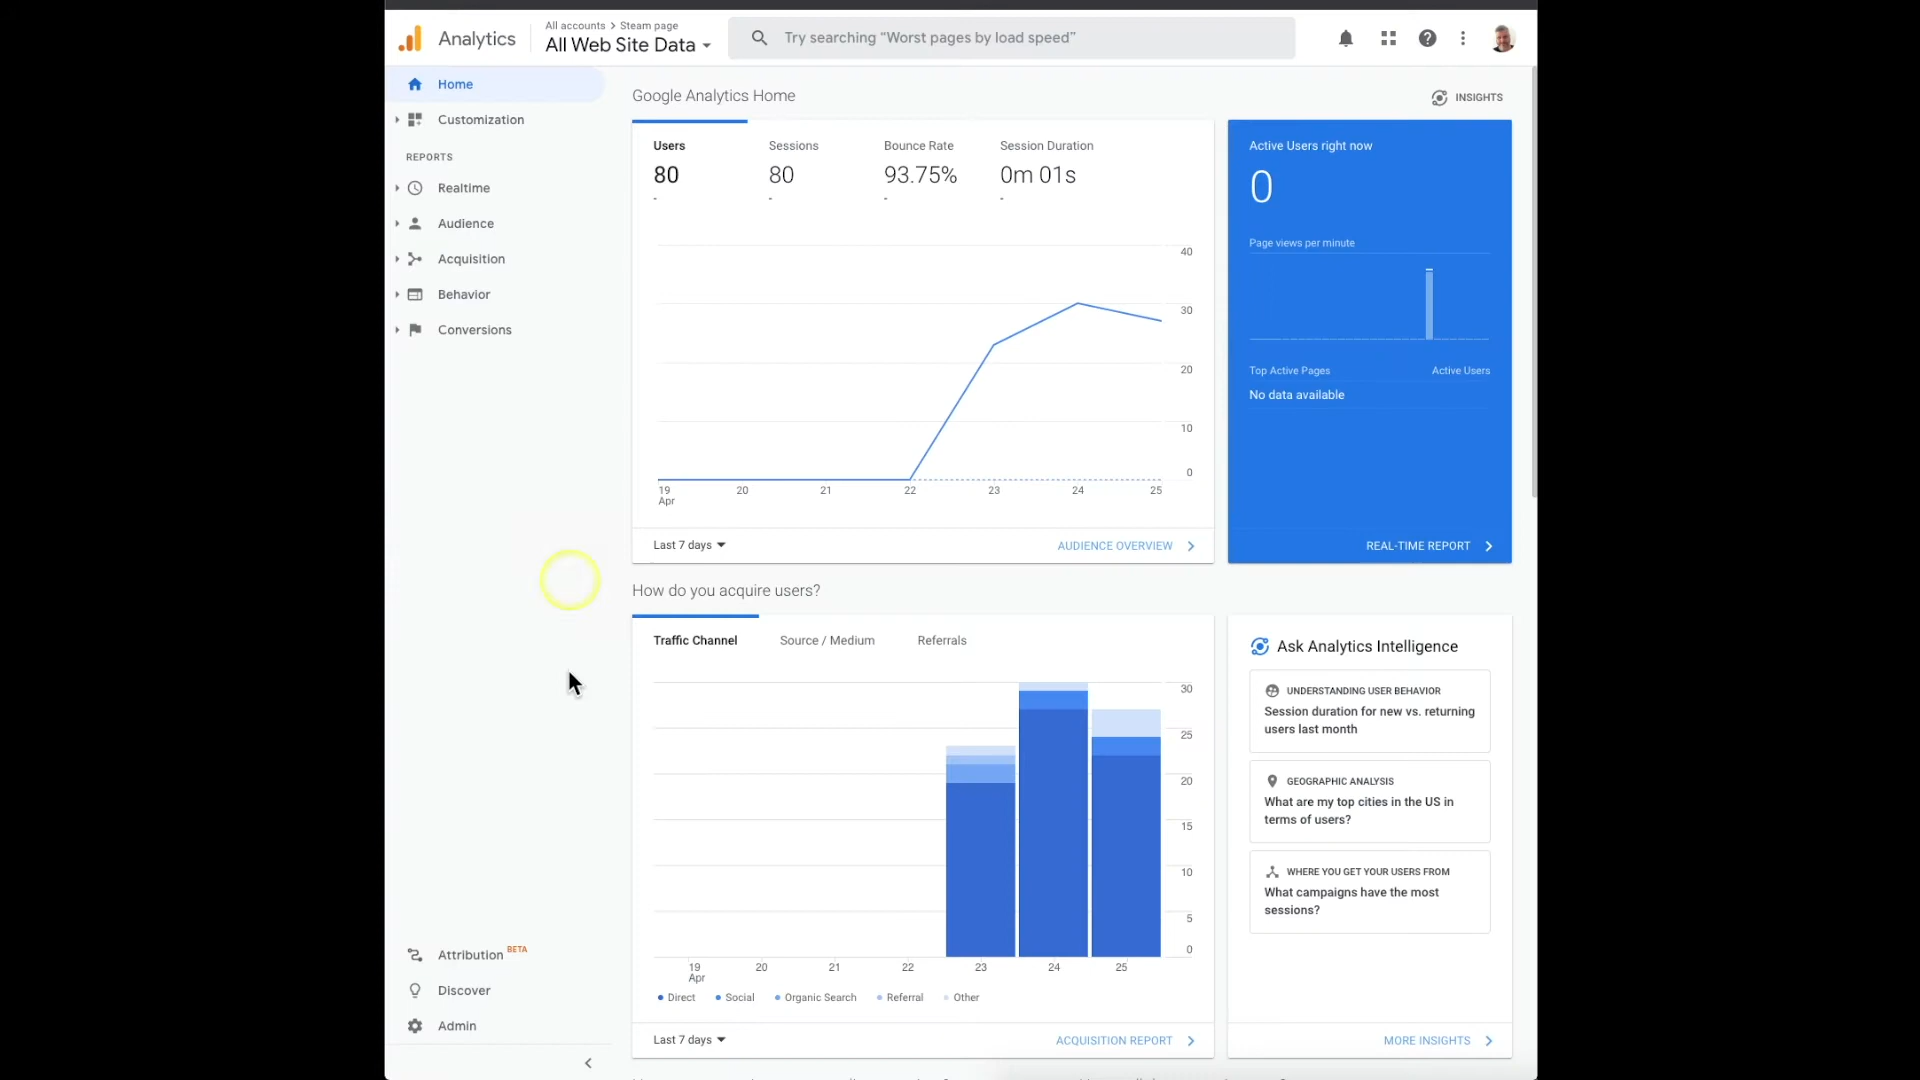 Analytics
All accounts > Steam page
All Web Site Data
Try searching “Worst pages by load speed”
Home
Customization
REPORTS
Realtime
Audience
Acquisition
Behavior
Conversions
Attribution BETA
Discover
Admin
Google Analytics Home
INSIGHTS
Users
80
-
Sessions
80
-
Bounce Rate
93.75%
-
Session Duration
0m 01s
-
40
30
20
10
0
19
Apr
20
21
22
23
24
25
Last 7 days
AUDIENCE OVERVIEW
Active Users right now
0
Page views per minute
Top Active Pages
Active Users
No data available
REAL-TIME REPORT
How do you acquire users?
Traffic Channel
Source / Medium
Referrals
30
25
20
15
10
5
0
19
Apr
20
21
22
23
24
25
Direct
Social
Organic Search
Referral
Other
Last 7 days
ACQUISITION REPORT
Ask Analytics Intelligence
UNDERSTANDING USER BEHAVIOR
Session duration for new vs. returning
users last month
GEOGRAPHIC ANALYSIS
What are my top cities in the US in
terms of users?
WHERE YOU GET YOUR USERS FROM
What campaigns have the most
sessions?
MORE INSIGHTS